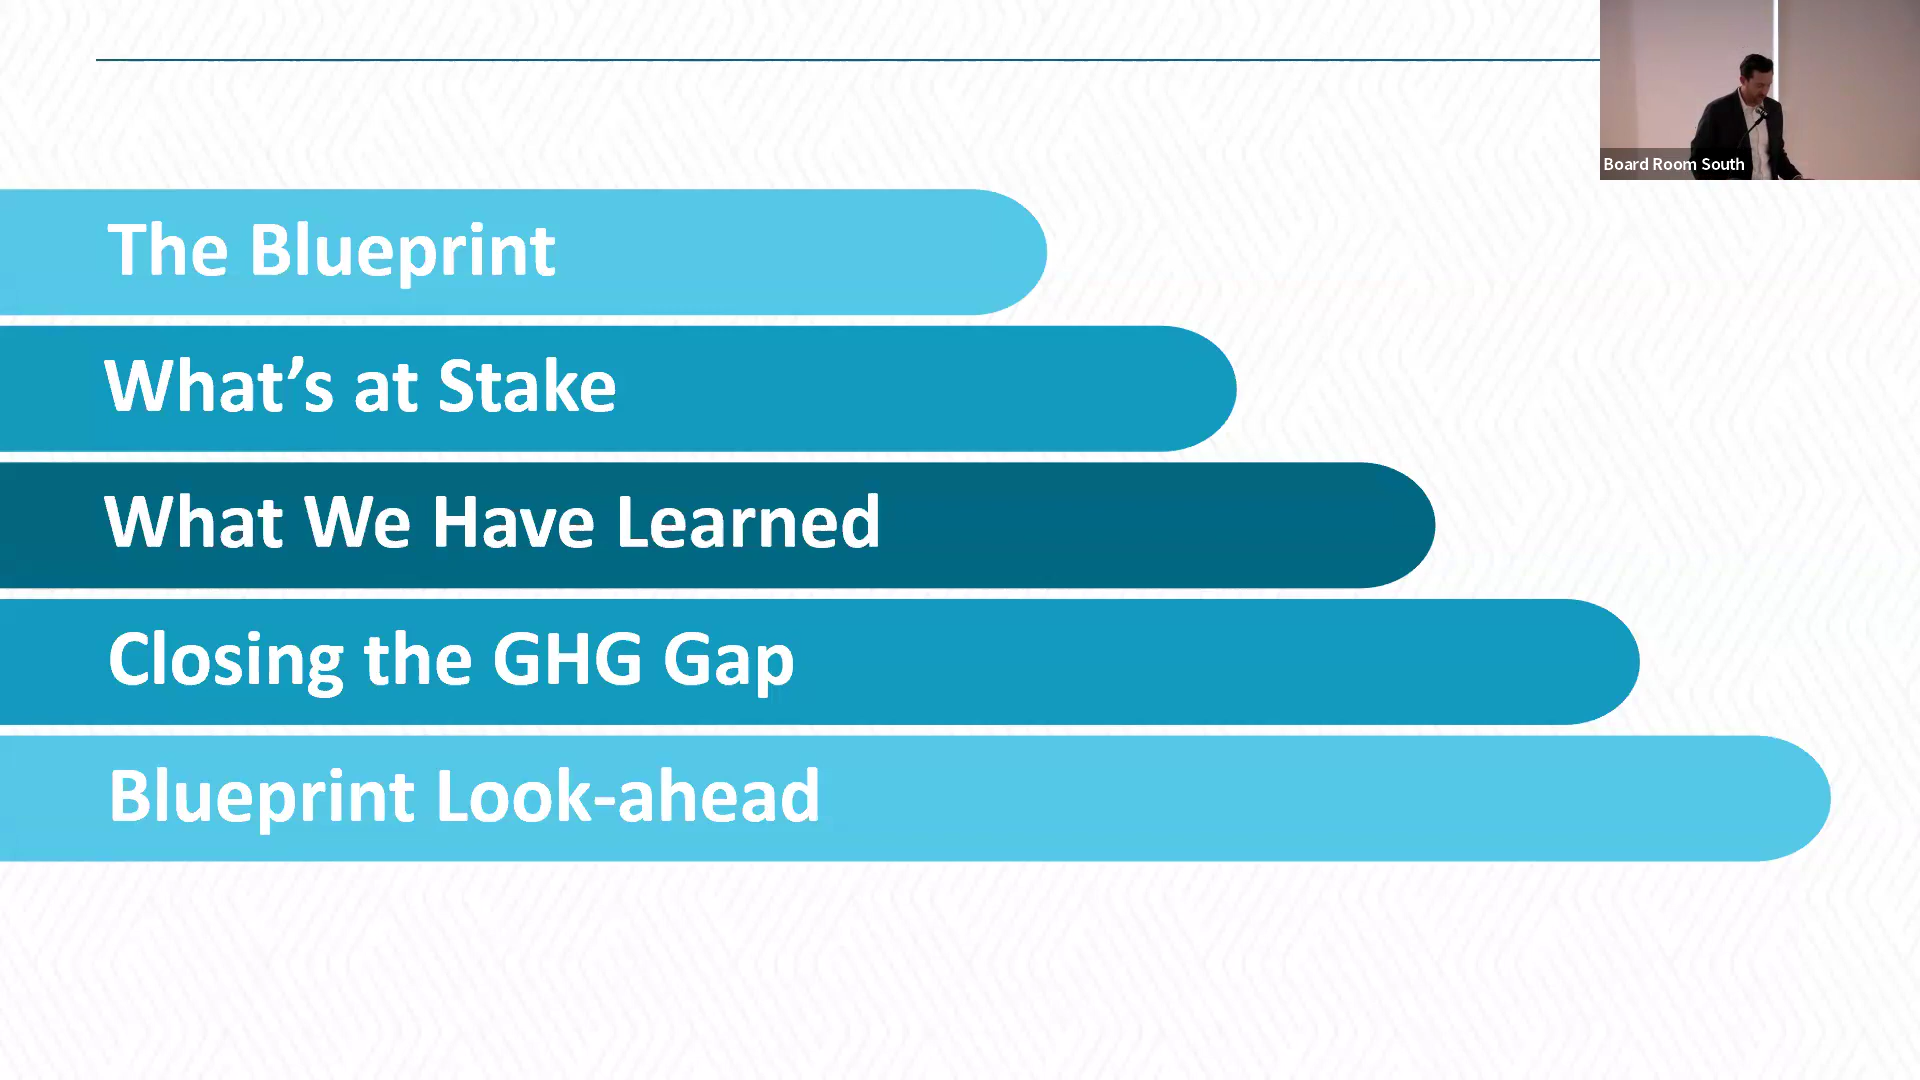 Board Room South
The Blueprint
What’s at Stake
What We Have Learned
Closing the GHG Gap
Blueprint Look-ahead